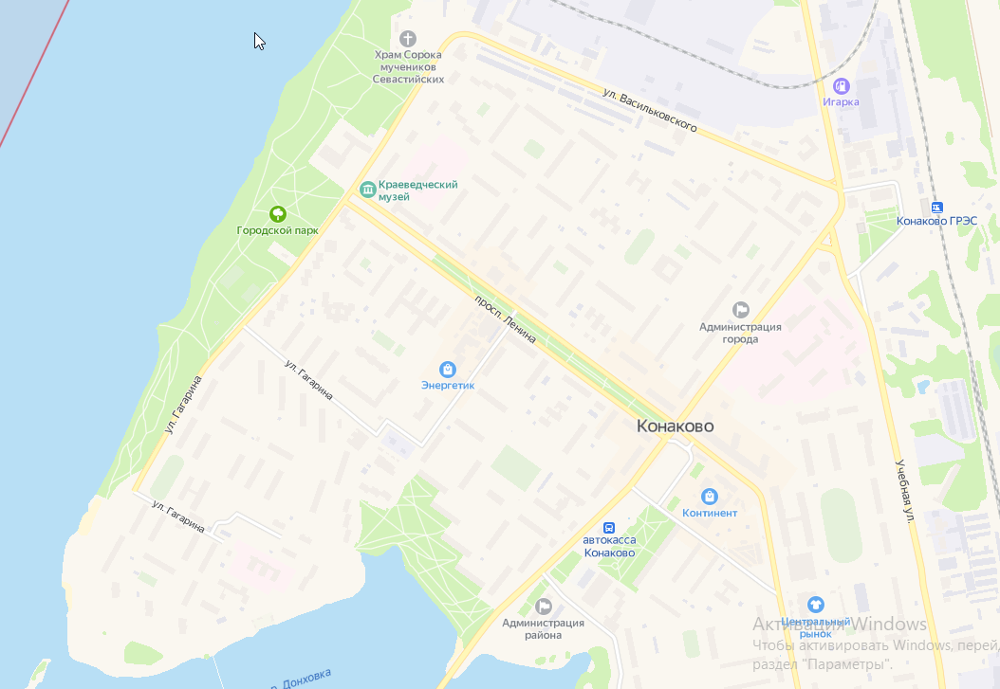 Храм Сорока
мучеников
Севастийских
ул. Васильковского
Игарка
Краеведческий
музей
Городской парк
Конаково ГРЭС
просп. Ленина
Администрация
города
ул. Гагарина
Энергетик
ул. Гагарина
Конаково
Учебная ул.
Континент
ул. Гагарина
автокасса
Конаково
Администрация
района
Центральный
рынок
Активация Windows
Чтобы активировать Windows, перей
раздел "Параметры".
р. Донховка